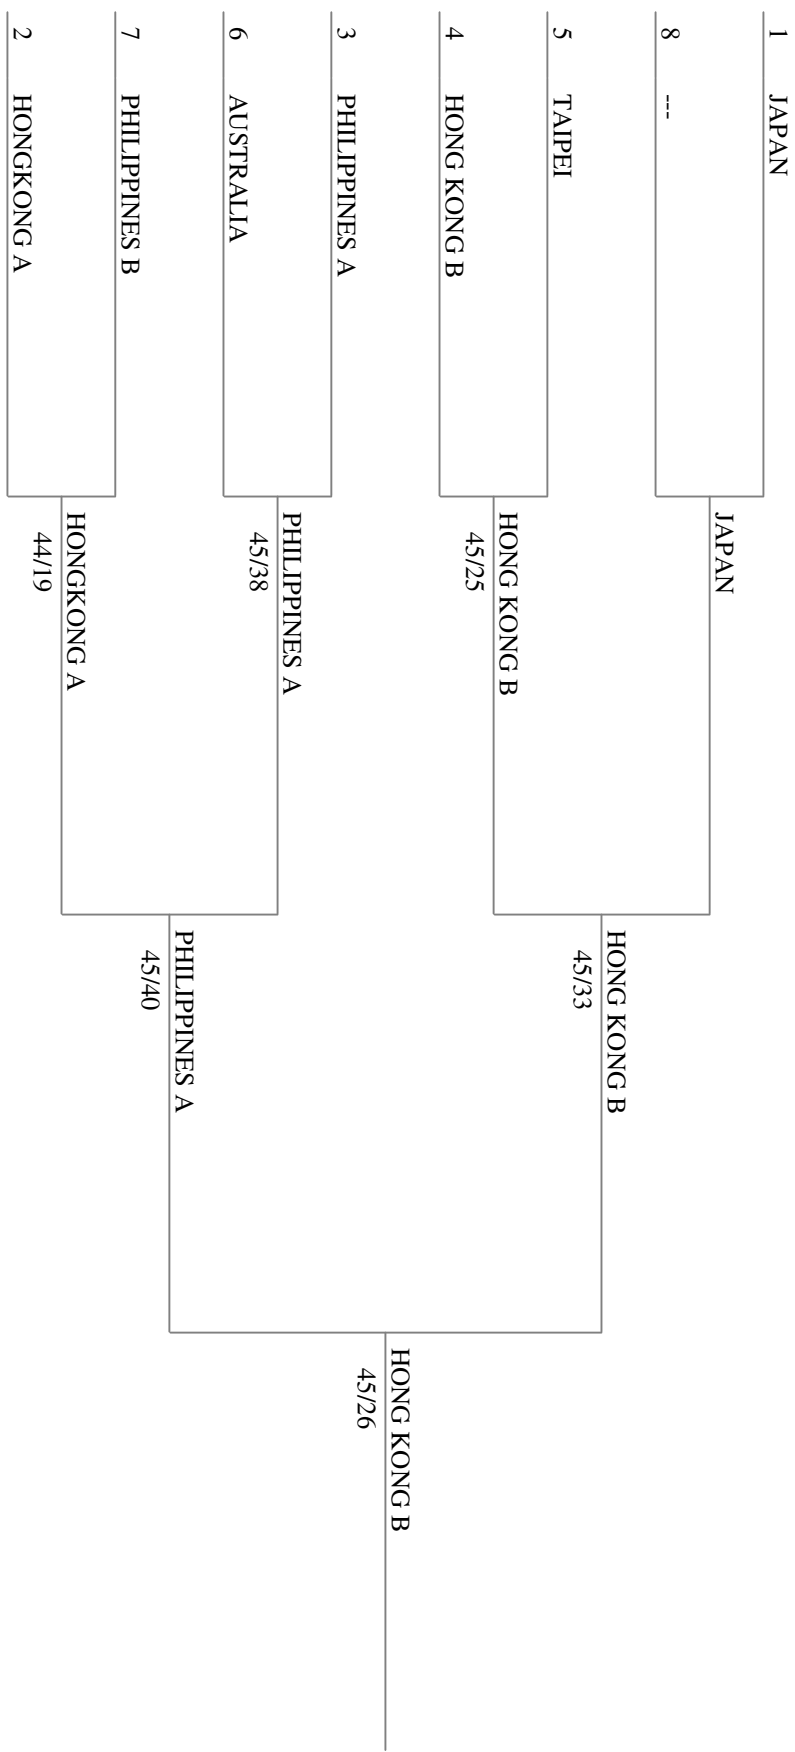 1 JAPAN
8 ---
5 TAIPEI
4 HONG KONG B
3 PHILIPPINES A
6 AUSTRALIA
7 PHILIPPINES B
2 HONGKONG A
JAPAN
HONG KONG B
45/25
PHILIPPINES A
45/38
HONGKONG A
44/19
HONG KONG B
45/33
PHILIPPINES A
45/40
HONG KONG B
45/26